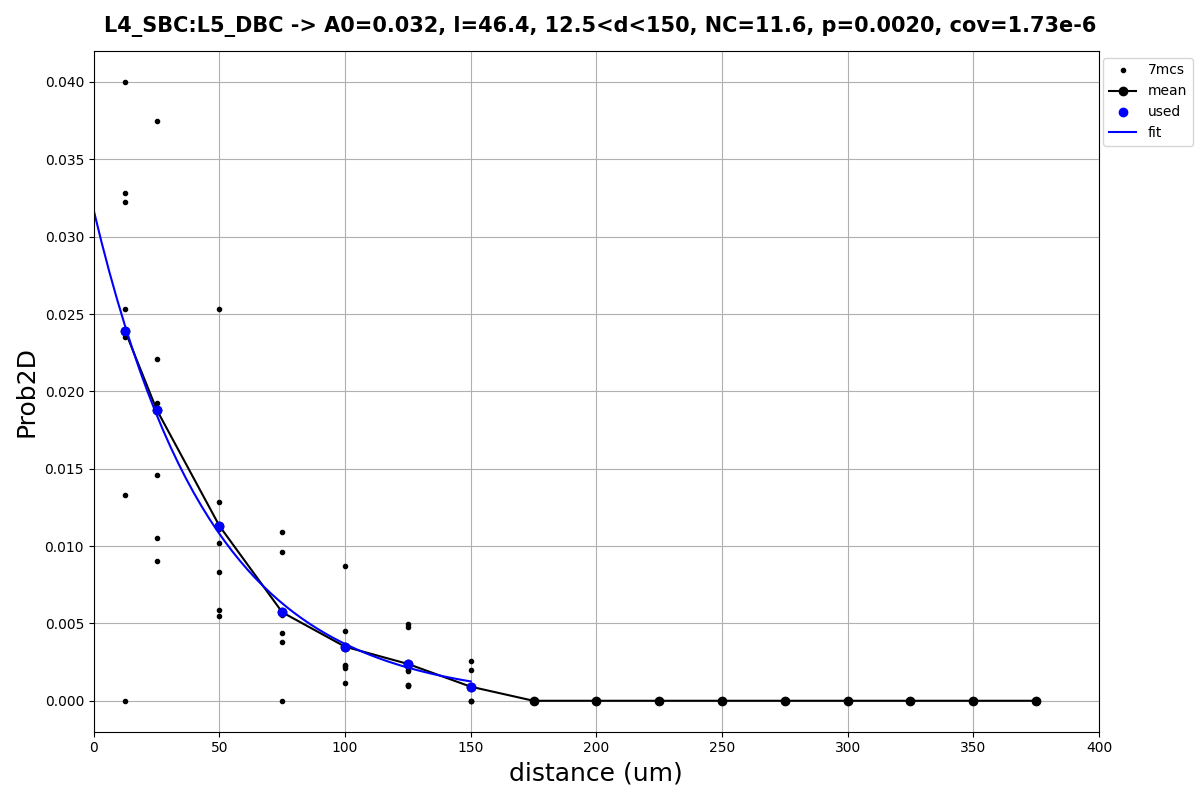 L4_SBC:L5_DBC -> A0=0.032, l=46.4, 12.5<d<150, NC=11.6, p=0.0020, cov=1.73e-6
7mcs
mean
used
fit
0.040
0.035
0.030
0.025
0.020
0.015
0.010
0.005
0.000
Prob2D
0
50
100
150
200
250
300
350
400
distance (um)